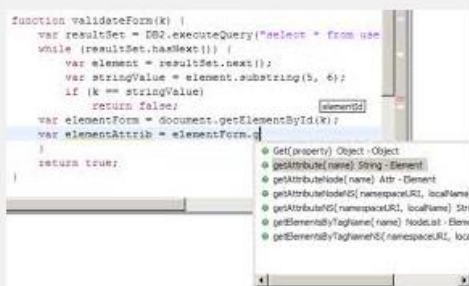 function validateForm(k) {
var resultSet = DB2.executeQuery("select * from use
while (resultSet.hasNext()) {
var element = resultSet.next();
var stringValue = element.substring(5, 6);
if (k == stringValue)
return false;
elementId
var elementForm = document.getElementById(k);
var elementAttrib = elementForm.g
}
return true;
}
Get(property) Object - Object
getAttribute(name) String - Element
getAttributeNode(name) Attr - Element
getAttributeNodeNS(namespaceURI, localName
getAttributeNS(namespaceURI, localName) Stri
getElementsByTagName(name) NodeList - Eleme
getElementsByTagNameNS(namespaceURI, loca